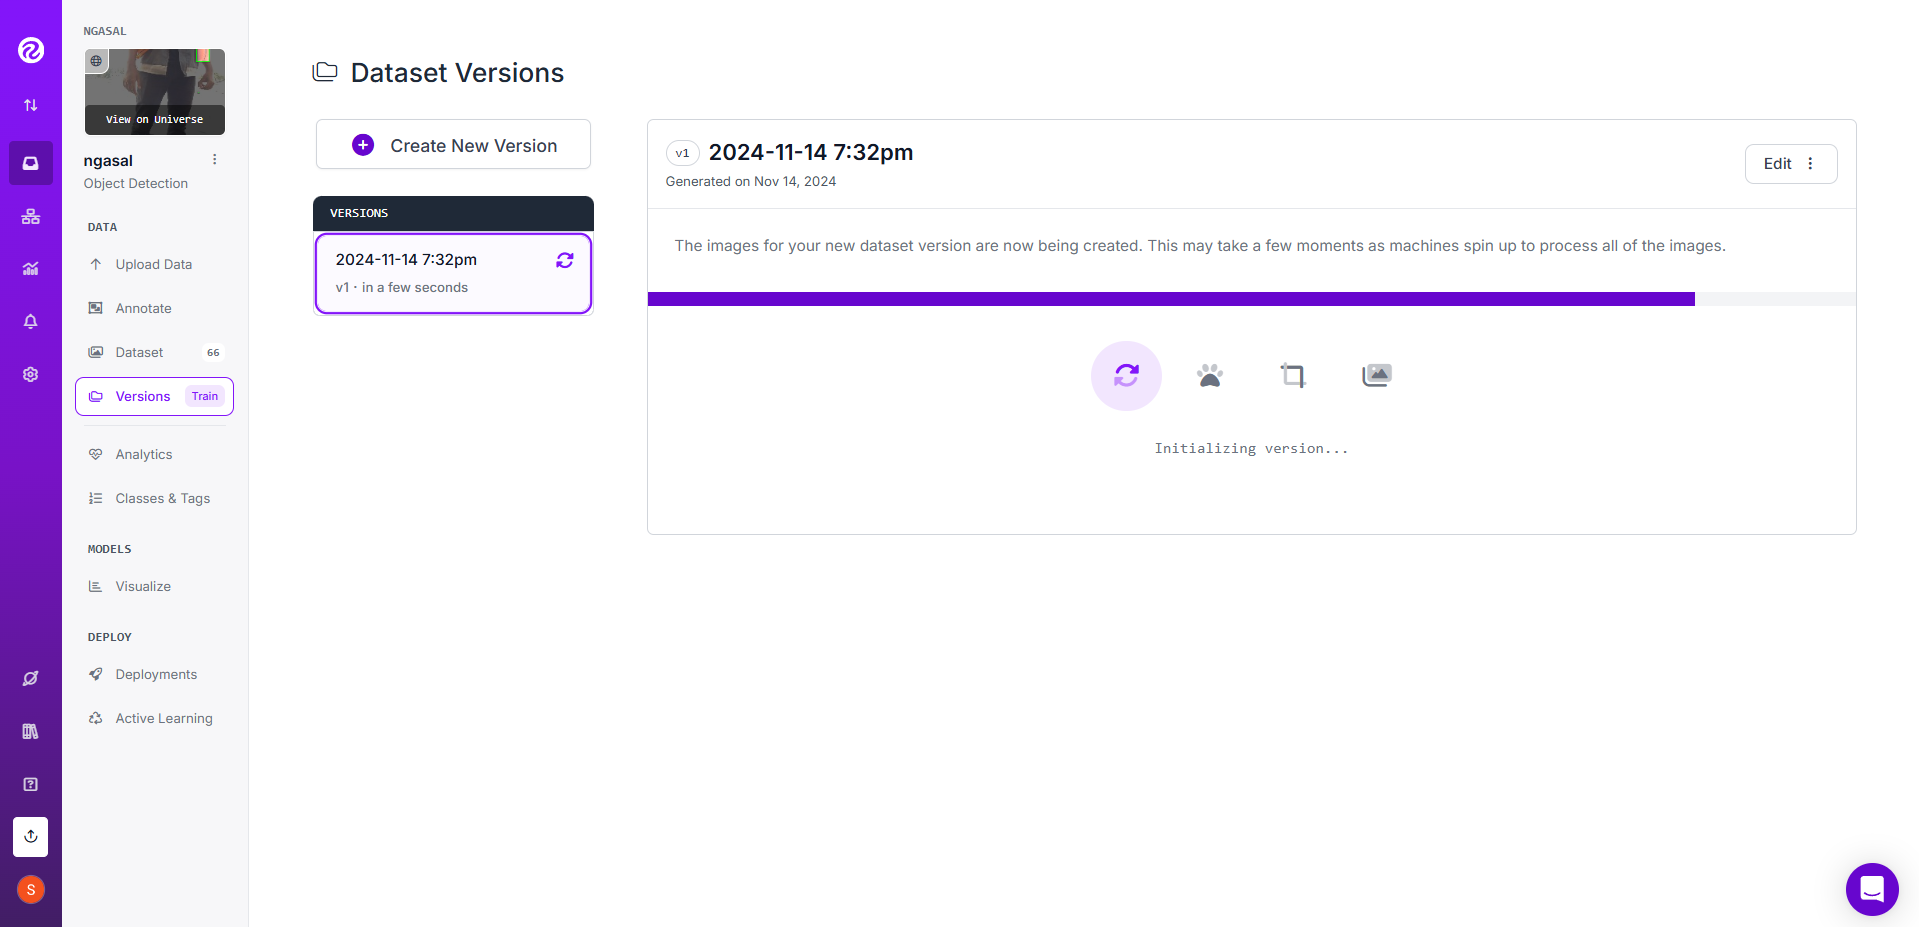 NGASAL
View on Universe
ngasal
Object Detection
DATA
Upload Data
Annotate
Dataset 66
Versions Train
Analytics
Classes & Tags
MODELS
Visualize
DEPLOY
Deployments
Active Learning
S
Dataset Versions
Create New Version
VERSIONS
2024-11-14 7:32pm
v1 · in a few seconds
v1 2024-11-14 7:32pm
Generated on Nov 14, 2024
Edit
The images for your new dataset version are now being created. This may take a few moments as machines spin up to process all of the images.
Initializing version...